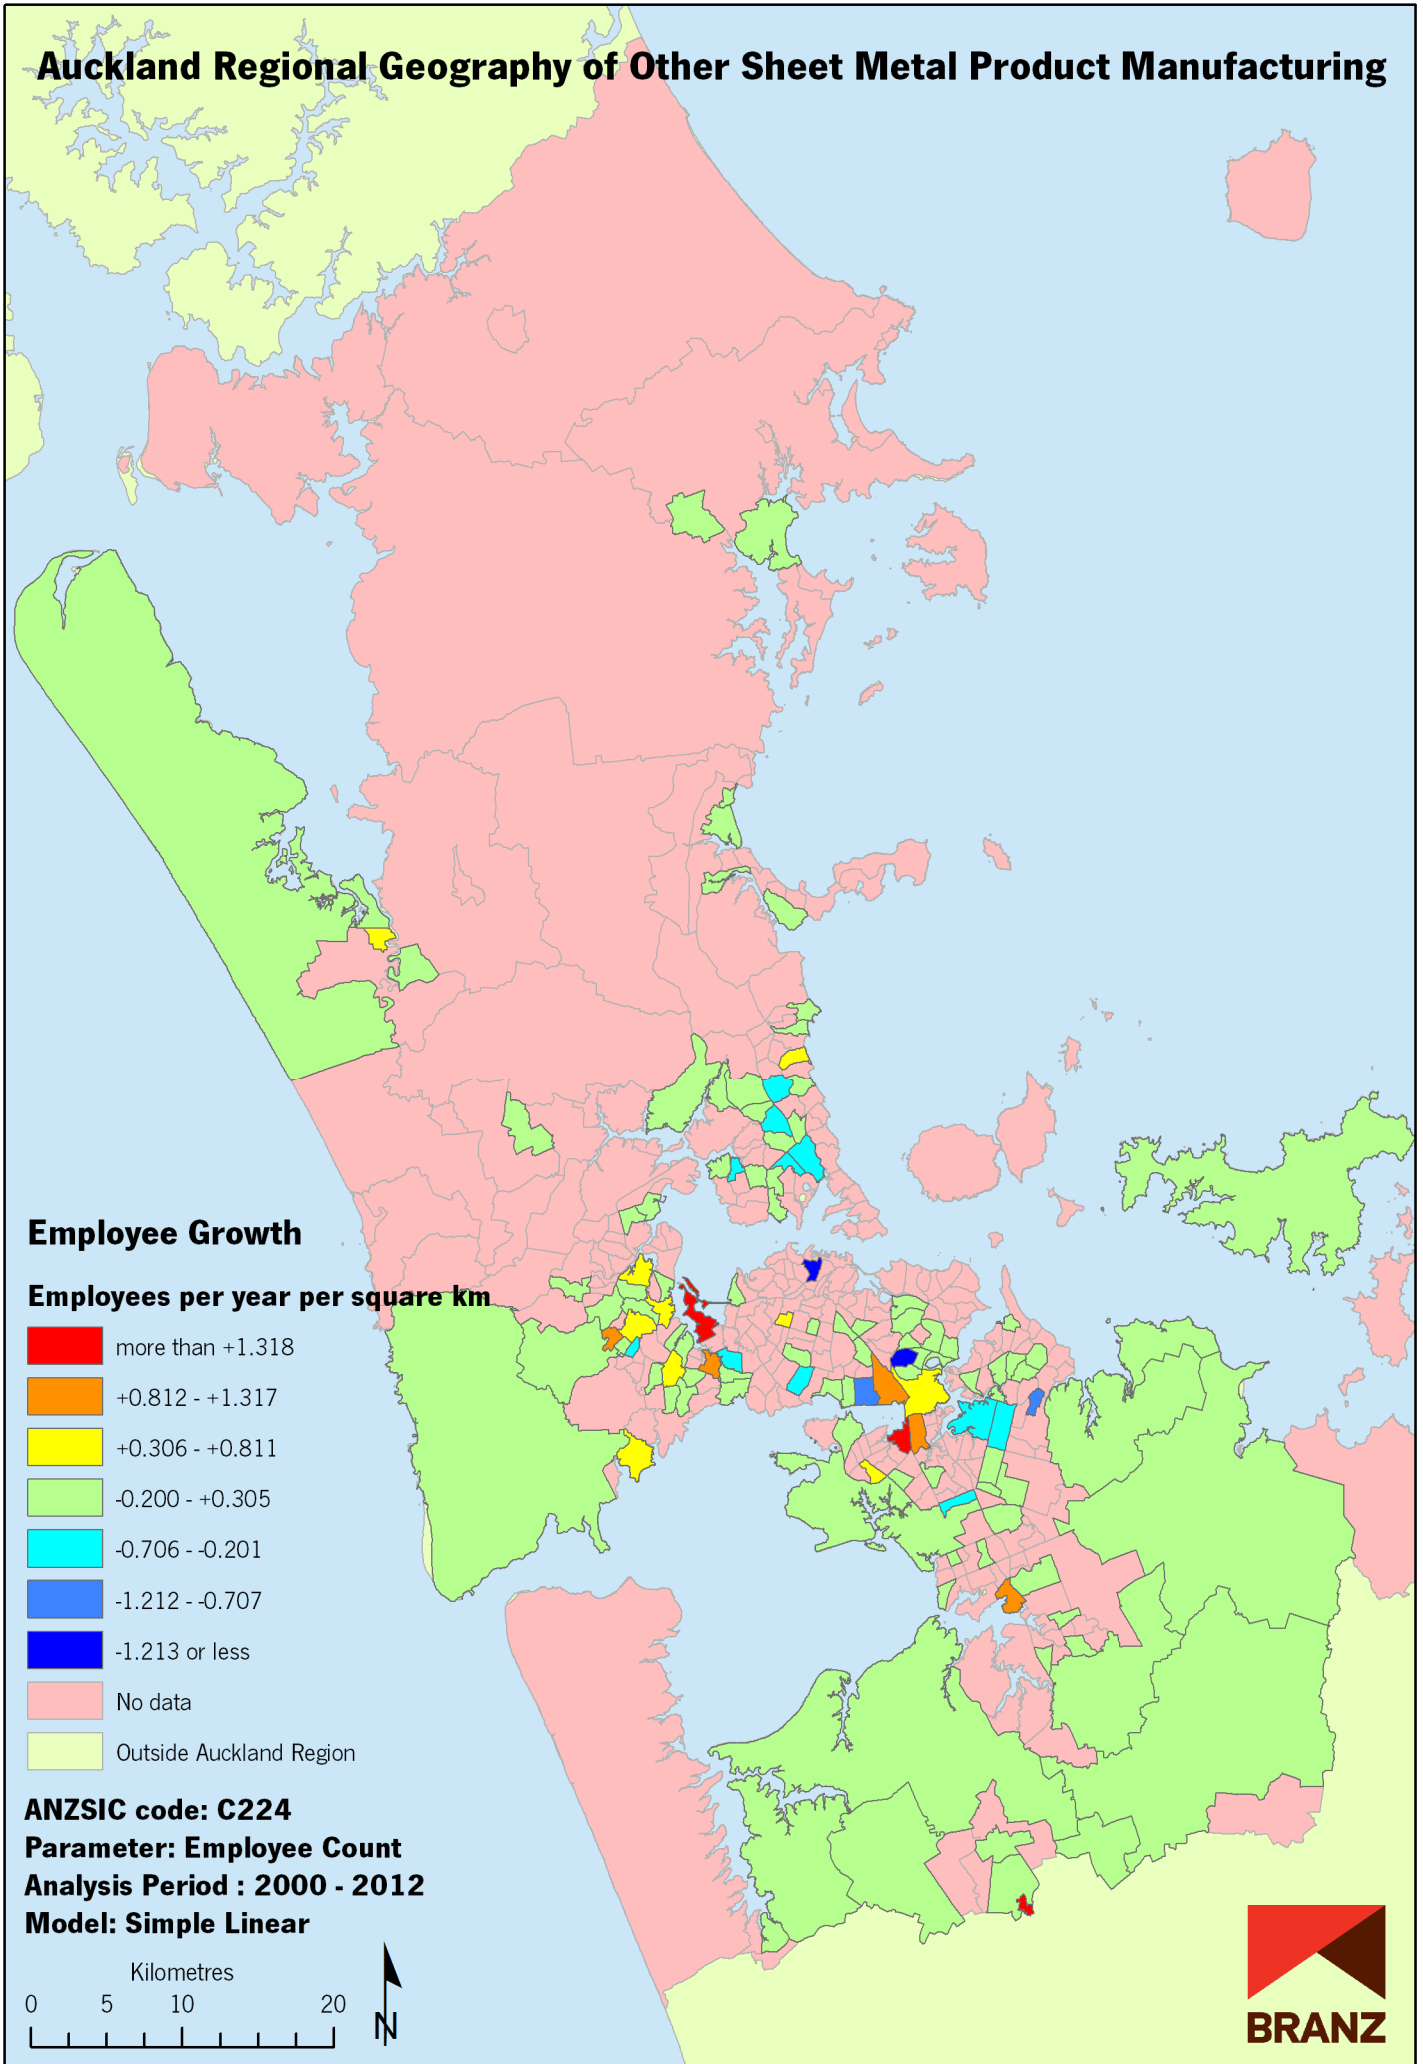 Auckland Regional Geography of Other Sheet Metal Product Manufacturing
Employee Growth
Employees per year per square km
more than +1.318
+0.812 - +1.317
+0.306 - +0.811
-0.200 - +0.305
-0.706 - -0.201
-1.212 - -0.707
-1.213 or less
No data
Outside Auckland Region
ANZSIC code: C224
Parameter: Employee Count
Analysis Period : 2000 - 2012
Model: Simple Linear
Kilometres
0 5 10 20
N
BRANZ